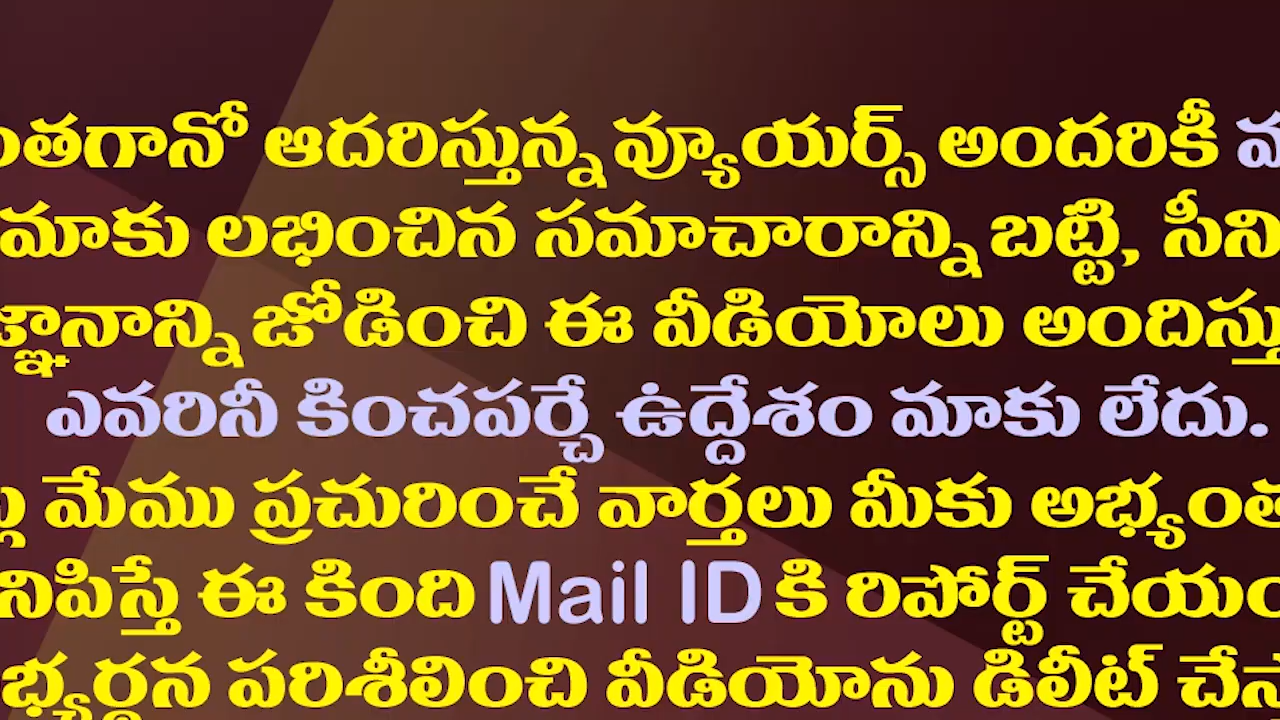 ంతగానో ఆదరిస్తున్న వ్యూయర్స్ అందరికీ
మాకు లభించిన సమాచారాన్ని బట్టి, సీని
జ్ఞానాన్ని జోడించి ఈ వీడియోలు అందిస్తు
ఎవరినీ కించపర్చే ఉద్దేశం మాకు లేదు.
మేము ప్రచురించే వార్తలు మీకు అభ్యంత
నిపిస్తే ఈ కింది Mail ID కి రిపోర్ట్ చేయం
భ్యర్ధన పరిశీలించి వీడియోను డిలీట్ చేస